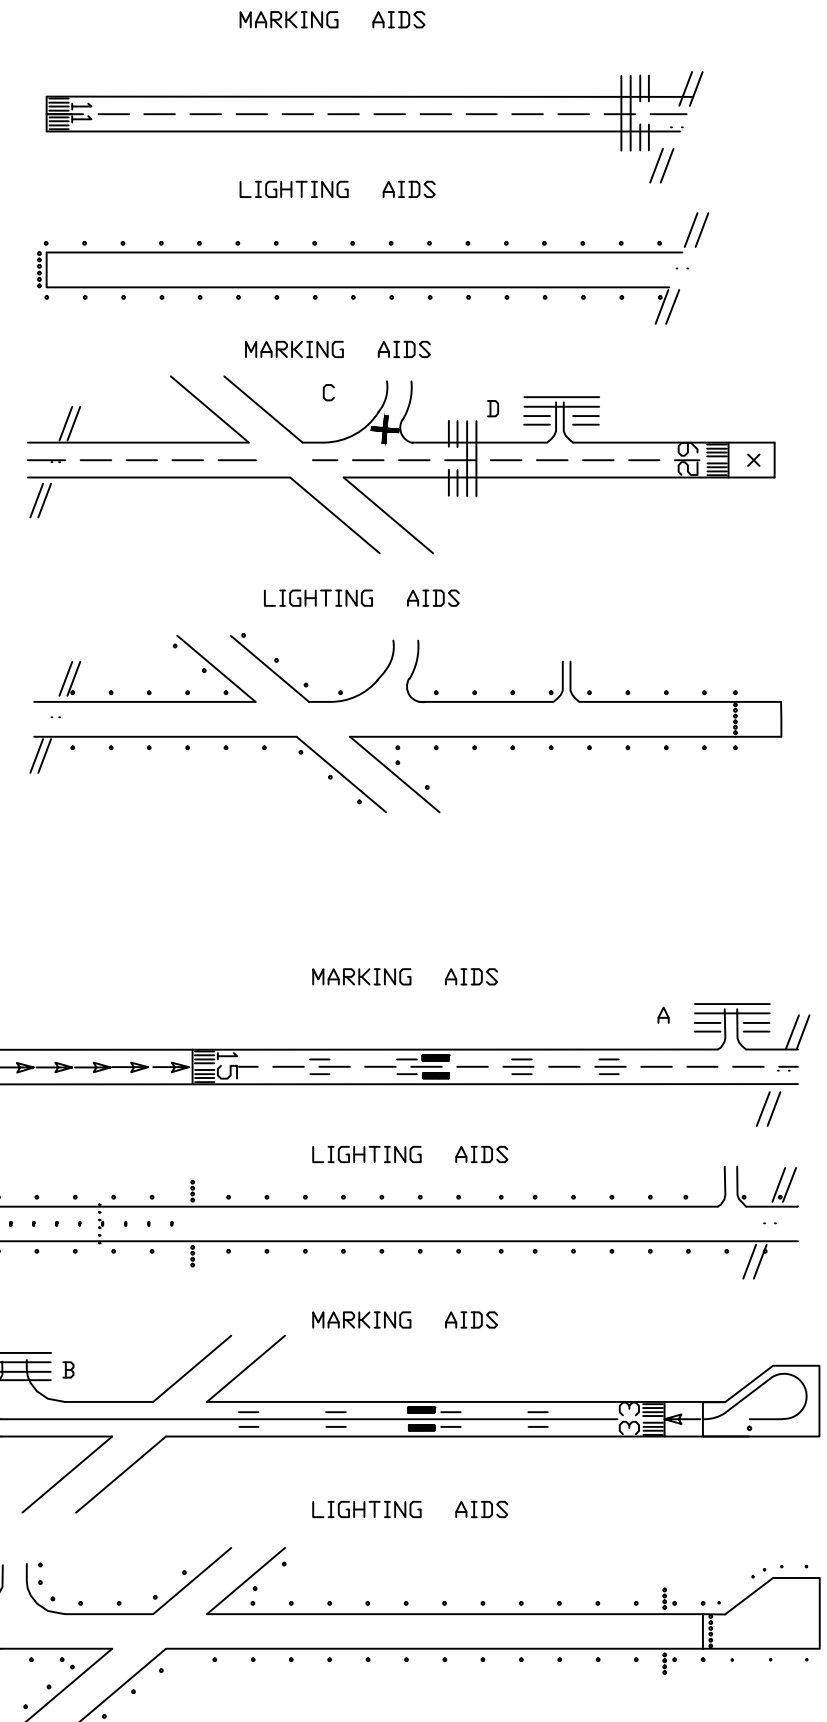 MARKING AIDS
11
LIGHTING AIDS
MARKING AIDS
C
D
29
LIGHTING AIDS
MARKING AIDS
A
15
LIGHTING AIDS
MARKING AIDS
B
33
LIGHTING AIDS